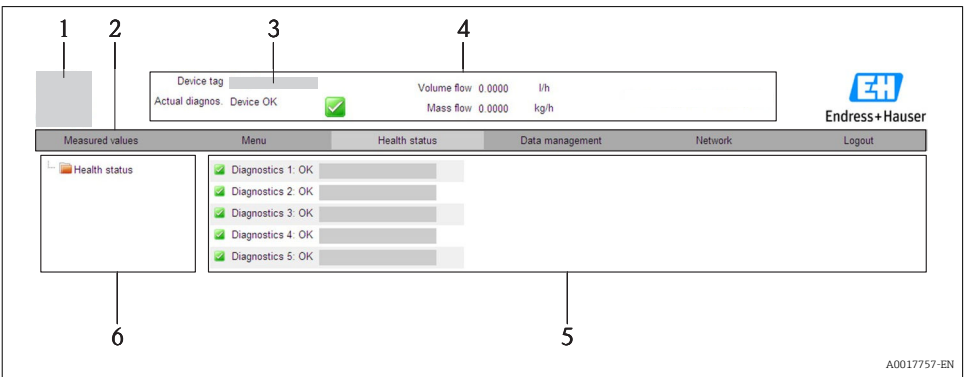 1 2 3 4
Device tag
Volume flow 0.0000 l/h
Actual diagnos. Device OK
Mass flow 0.0000 kg/h
EH
Endress+Hauser
Measured values Menu Health status Data management Network Logout
Health status
Diagnostics 1: OK
Diagnostics 2: OK
Diagnostics 3: OK
Diagnostics 4: OK
Diagnostics 5: OK
6 5
A0017757-EN